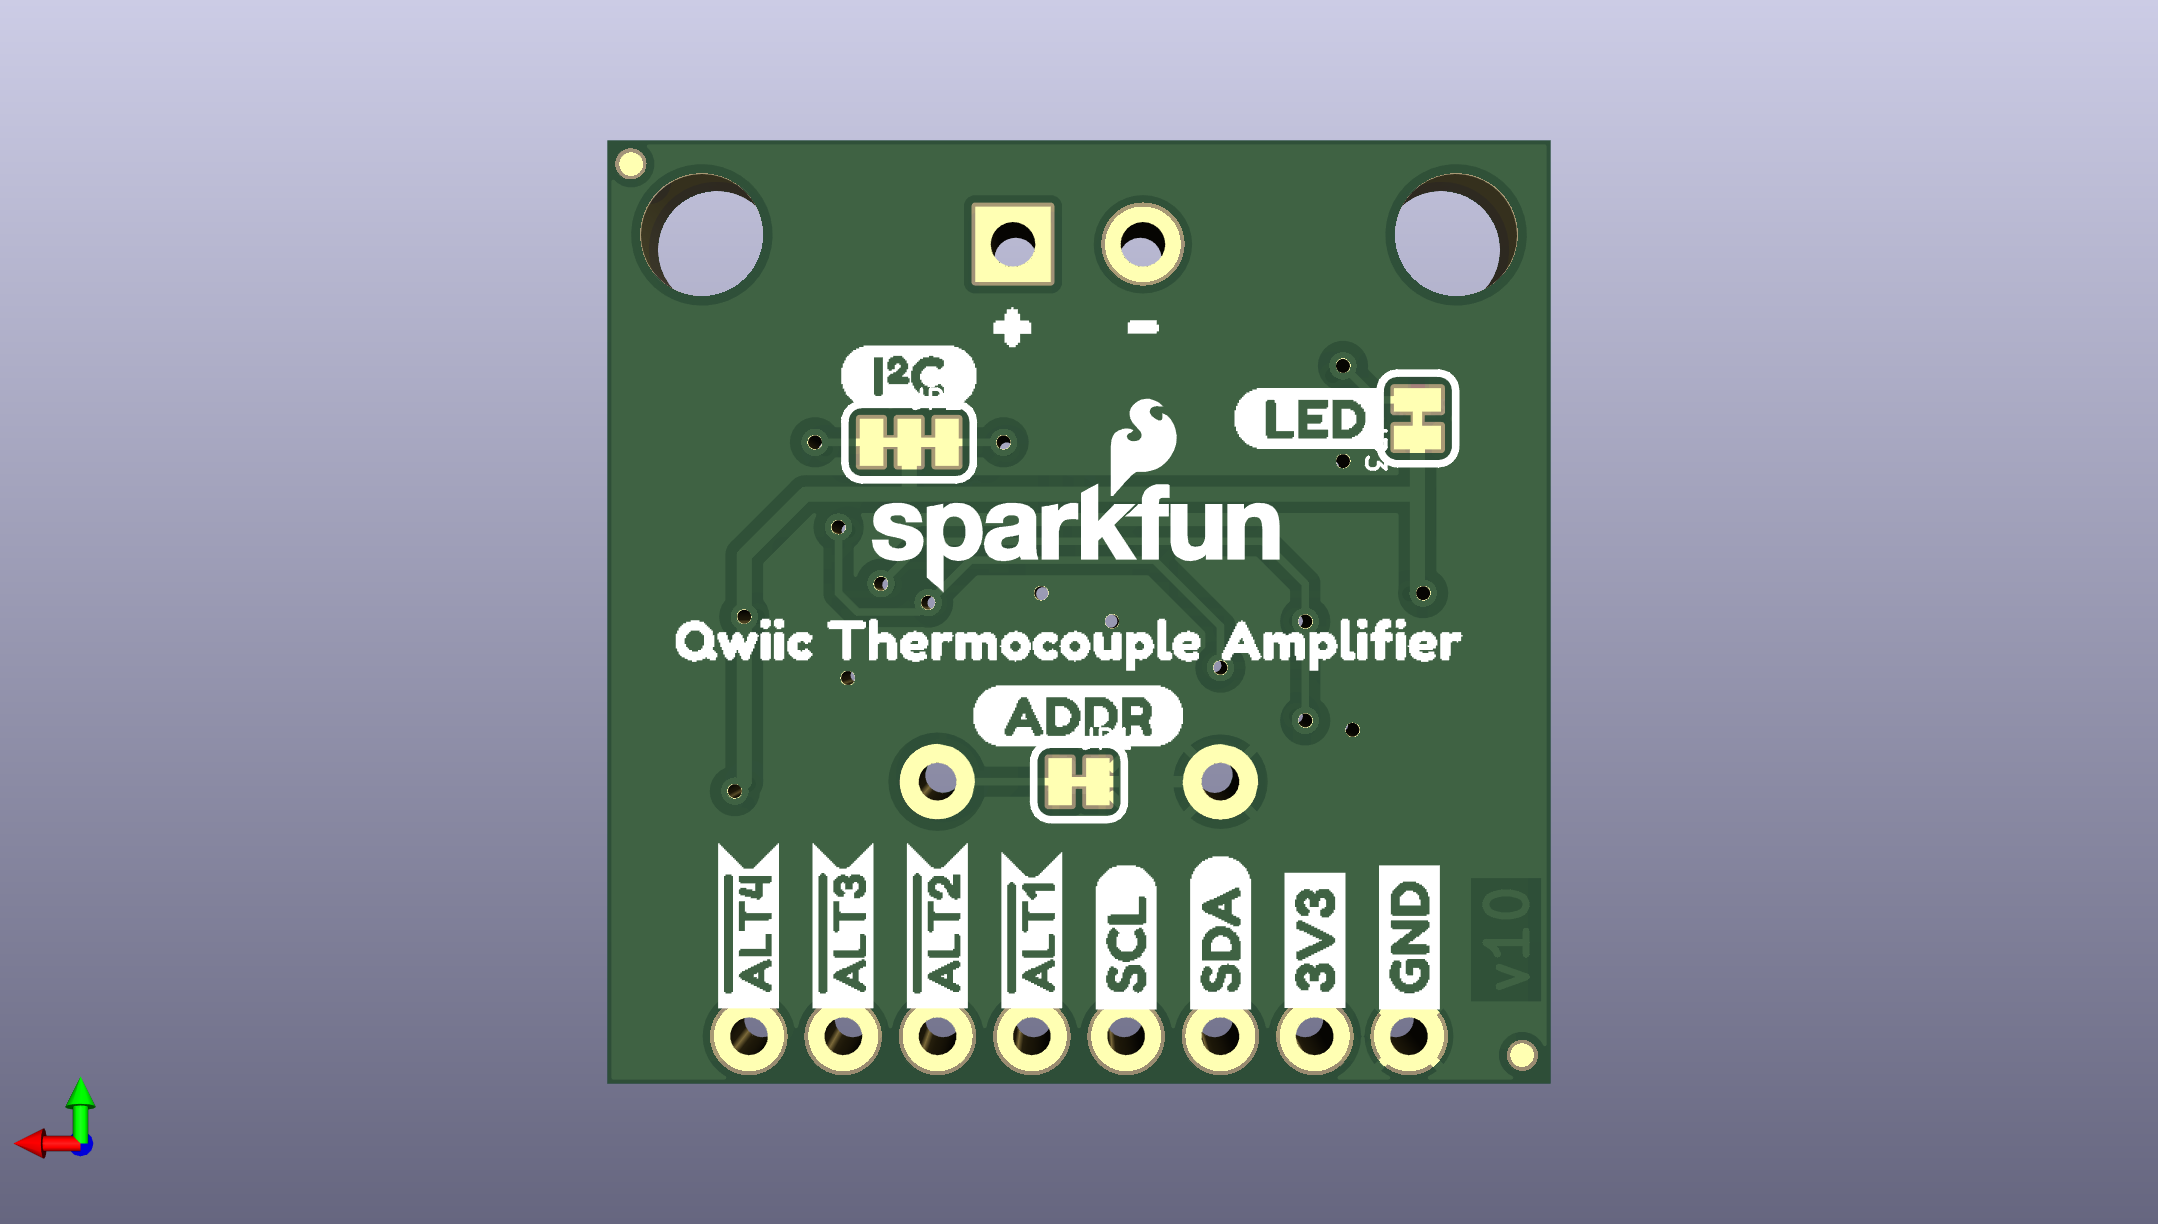 + -
I²C
LED
sparkfun
Qwiic Thermocouple Amplifier
ADDR
ALT4 ALT3 ALT2 ALT1 SCL SDA 3V3 GND
v10